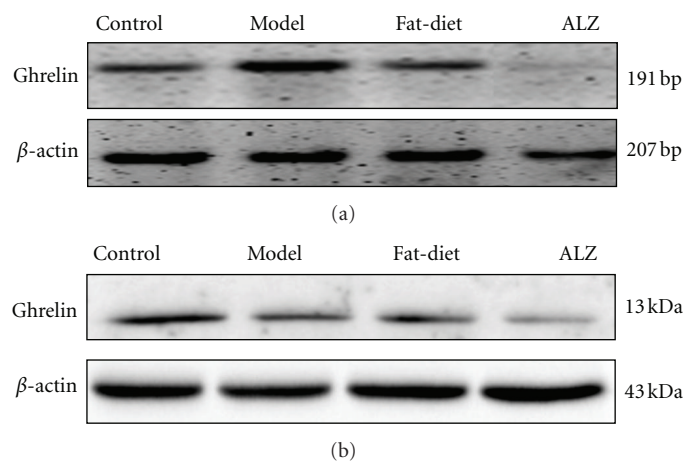 Control Model Fat-diet ALZ
Ghrelin 191 bp
β-actin 207 bp
(a)
Control Model Fat-diet ALZ
Ghrelin 13 kDa
β-actin 43 kDa
(b)